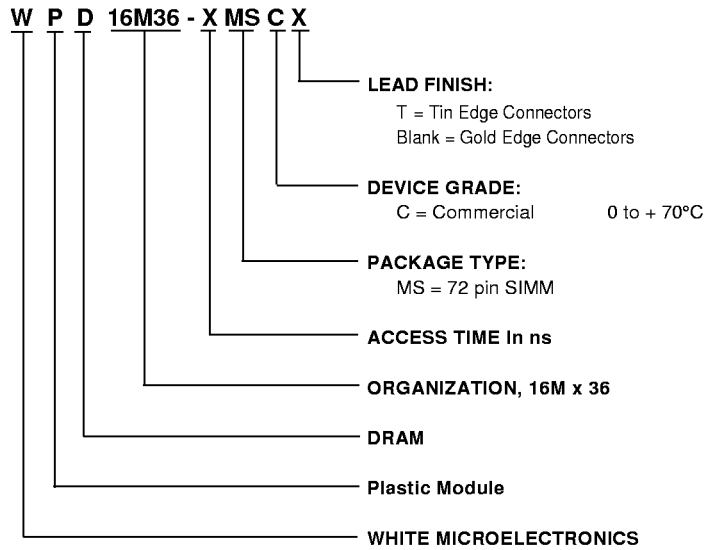 W P D 16M36 - X MS C X
LEAD FINISH:
T = Tin Edge Connectors
Blank = Gold Edge Connectors
DEVICE GRADE:
C = Commercial 0 to + 70°C
PACKAGE TYPE:
MS = 72 pin SIMM
ACCESS TIME In ns
ORGANIZATION, 16M x 36
DRAM
Plastic Module
WHITE MICROELECTRONICS